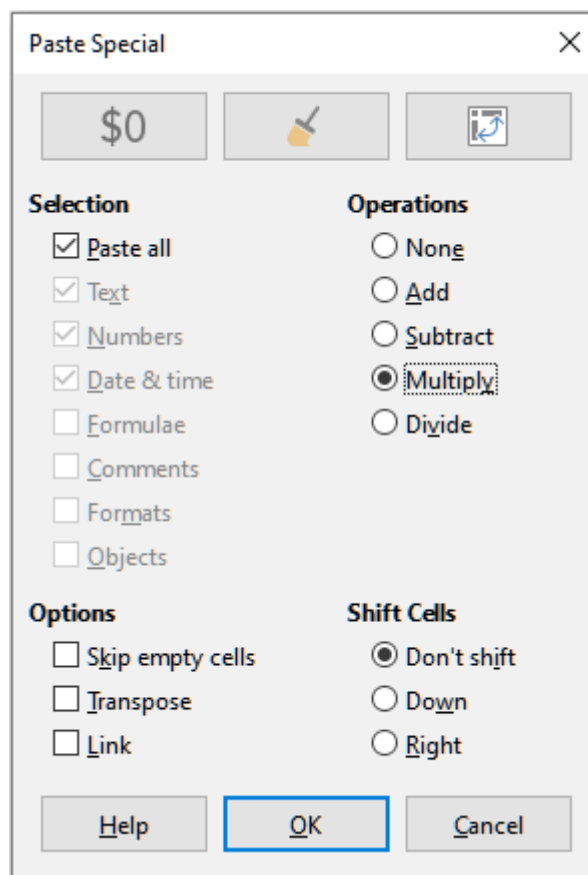 Paste Special
$0
Selection
Paste all
Text
Numbers
Date & time
Formulae
Comments
Formats
Objects
Operations
None
Add
Subtract
Multiply
Divide
Options
Skip empty cells
Transpose
Link
Shift Cells
Don't shift
Down
Right
Help
OK
Cancel